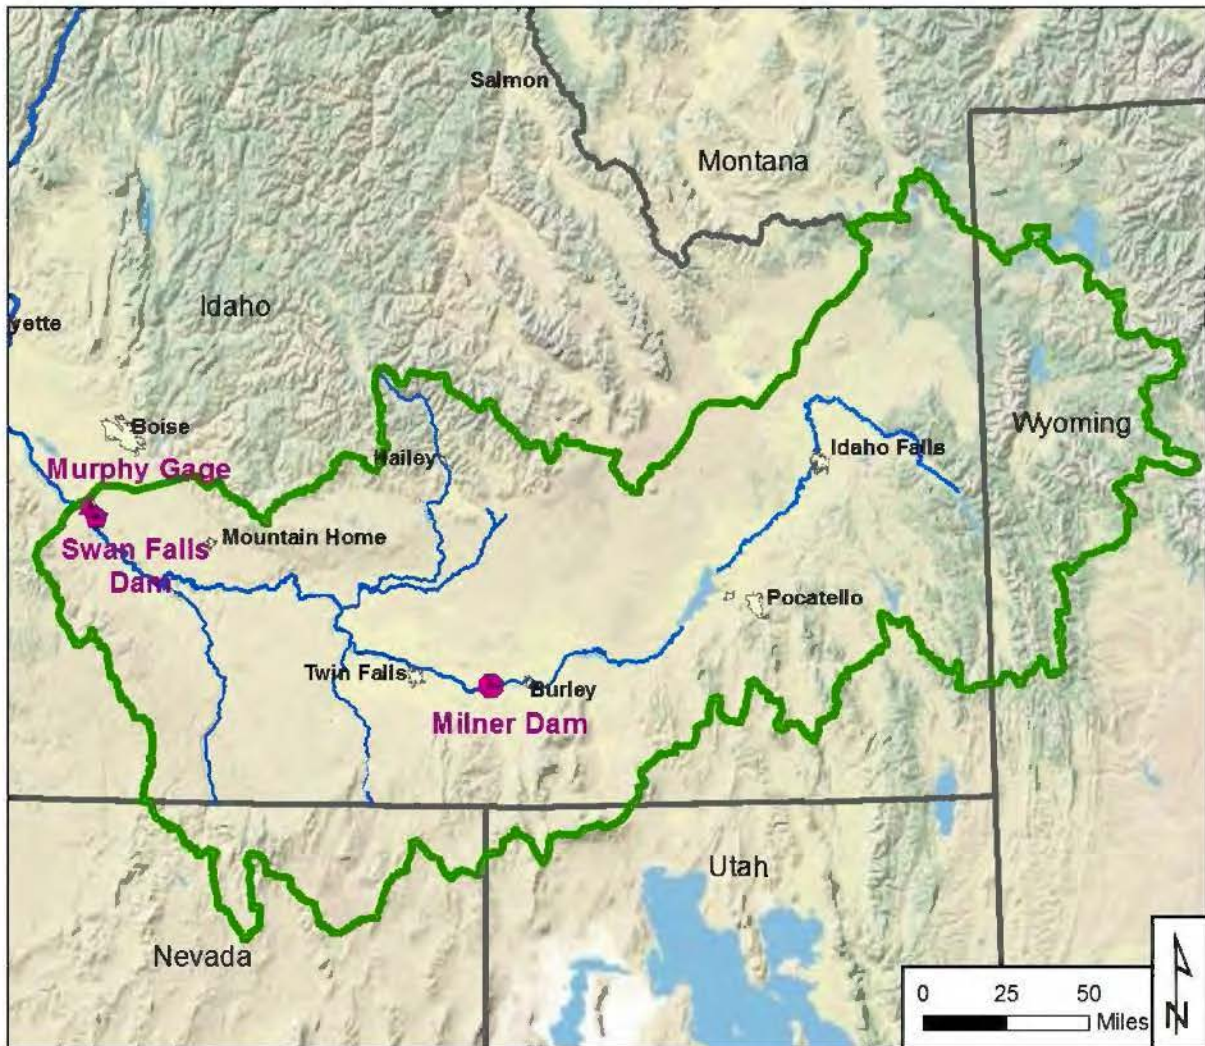 Salmon
Montana
Idaho
yette
Boise
Wyoming
Murphy Gage
Hailey
Idaho Falls
Swan Falls
Dam
Mountain Home
Pocatello
Twin Falls
Burley
Milner Dam
Utah
Nevada
0 25 50
Miles
N